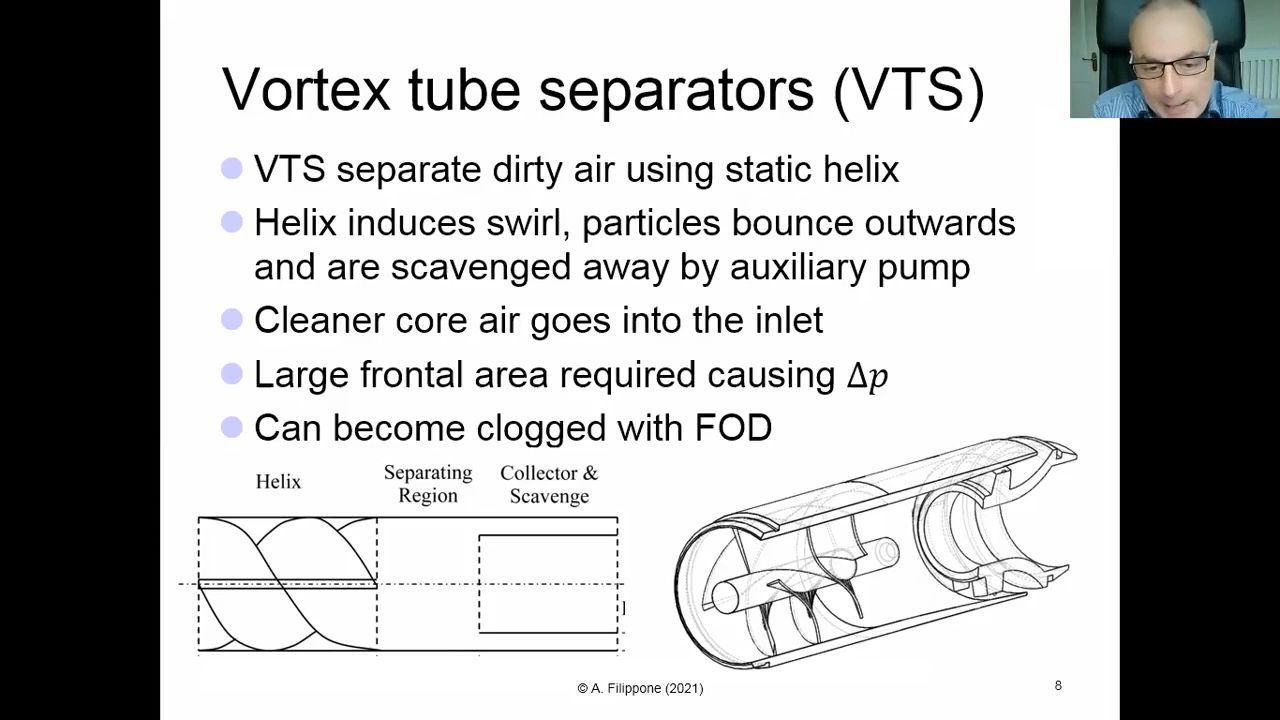 Vortex tube separators (VTS)
VTS separate dirty air using static helix
Helix induces swirl, particles bounce outwards
and are scavenged away by auxiliary pump
Cleaner core air goes into the inlet
Large frontal area required causing Δp
Can become clogged with FOD
Helix
Separating
Region
Collector &
Scavenge
© A. Filippone (2021)
8